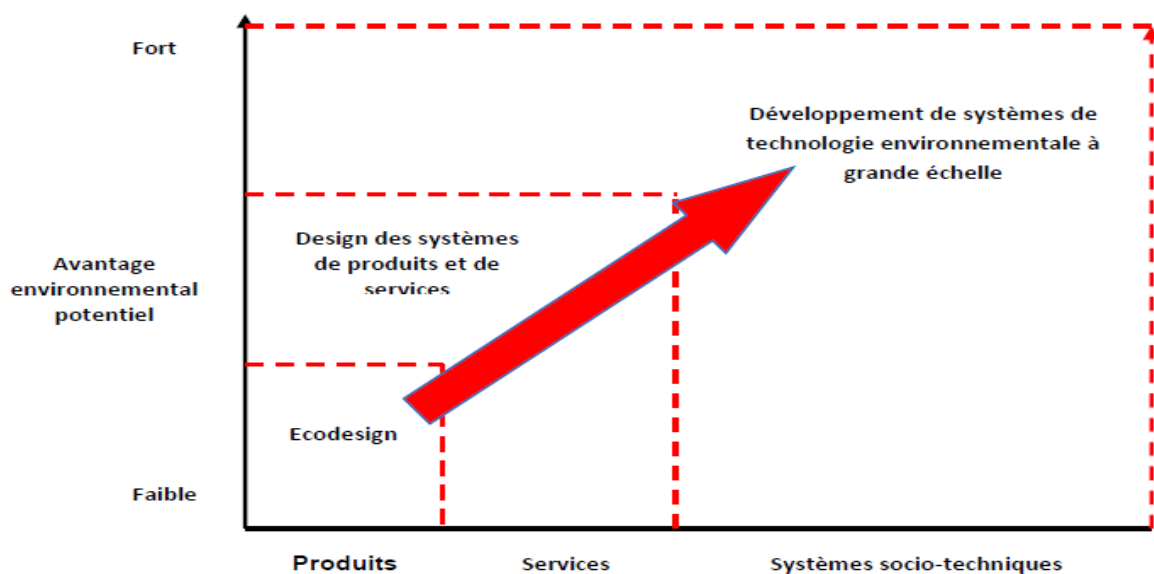 Fort
Développement de systèmes de
technologie environnementale à
grande échelle
Design des systèmes
de produits et de
services
Avantage
environnemental
potentiel
Ecodesign
Faible
Produits
Services
Systèmes socio-techniques